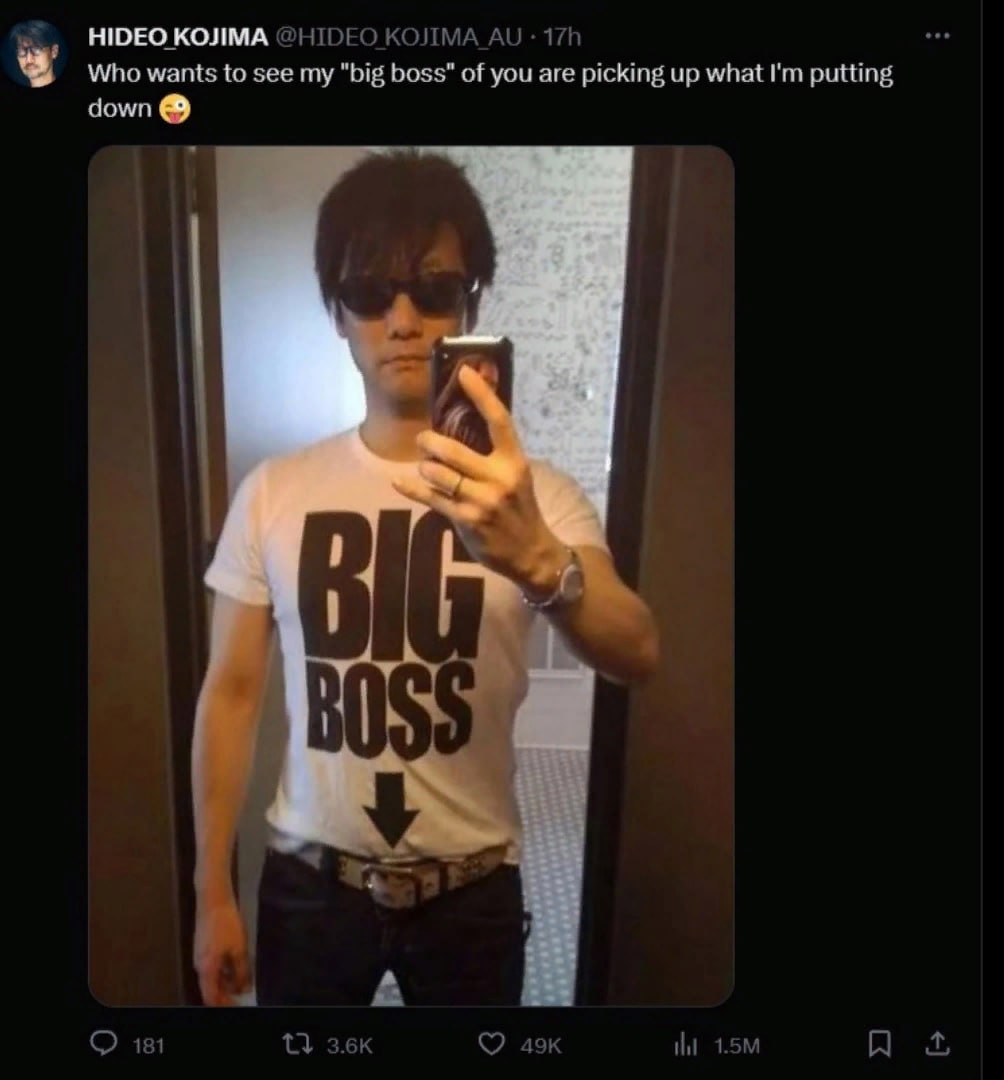 HIDEO_KOJIMA @HIDEO_KOJIMA_AU · 17h
Who wants to see my "big boss" of you are picking up what I'm putting
down 😜
BIG
BOSS
181 3.6K 49K 1.5M